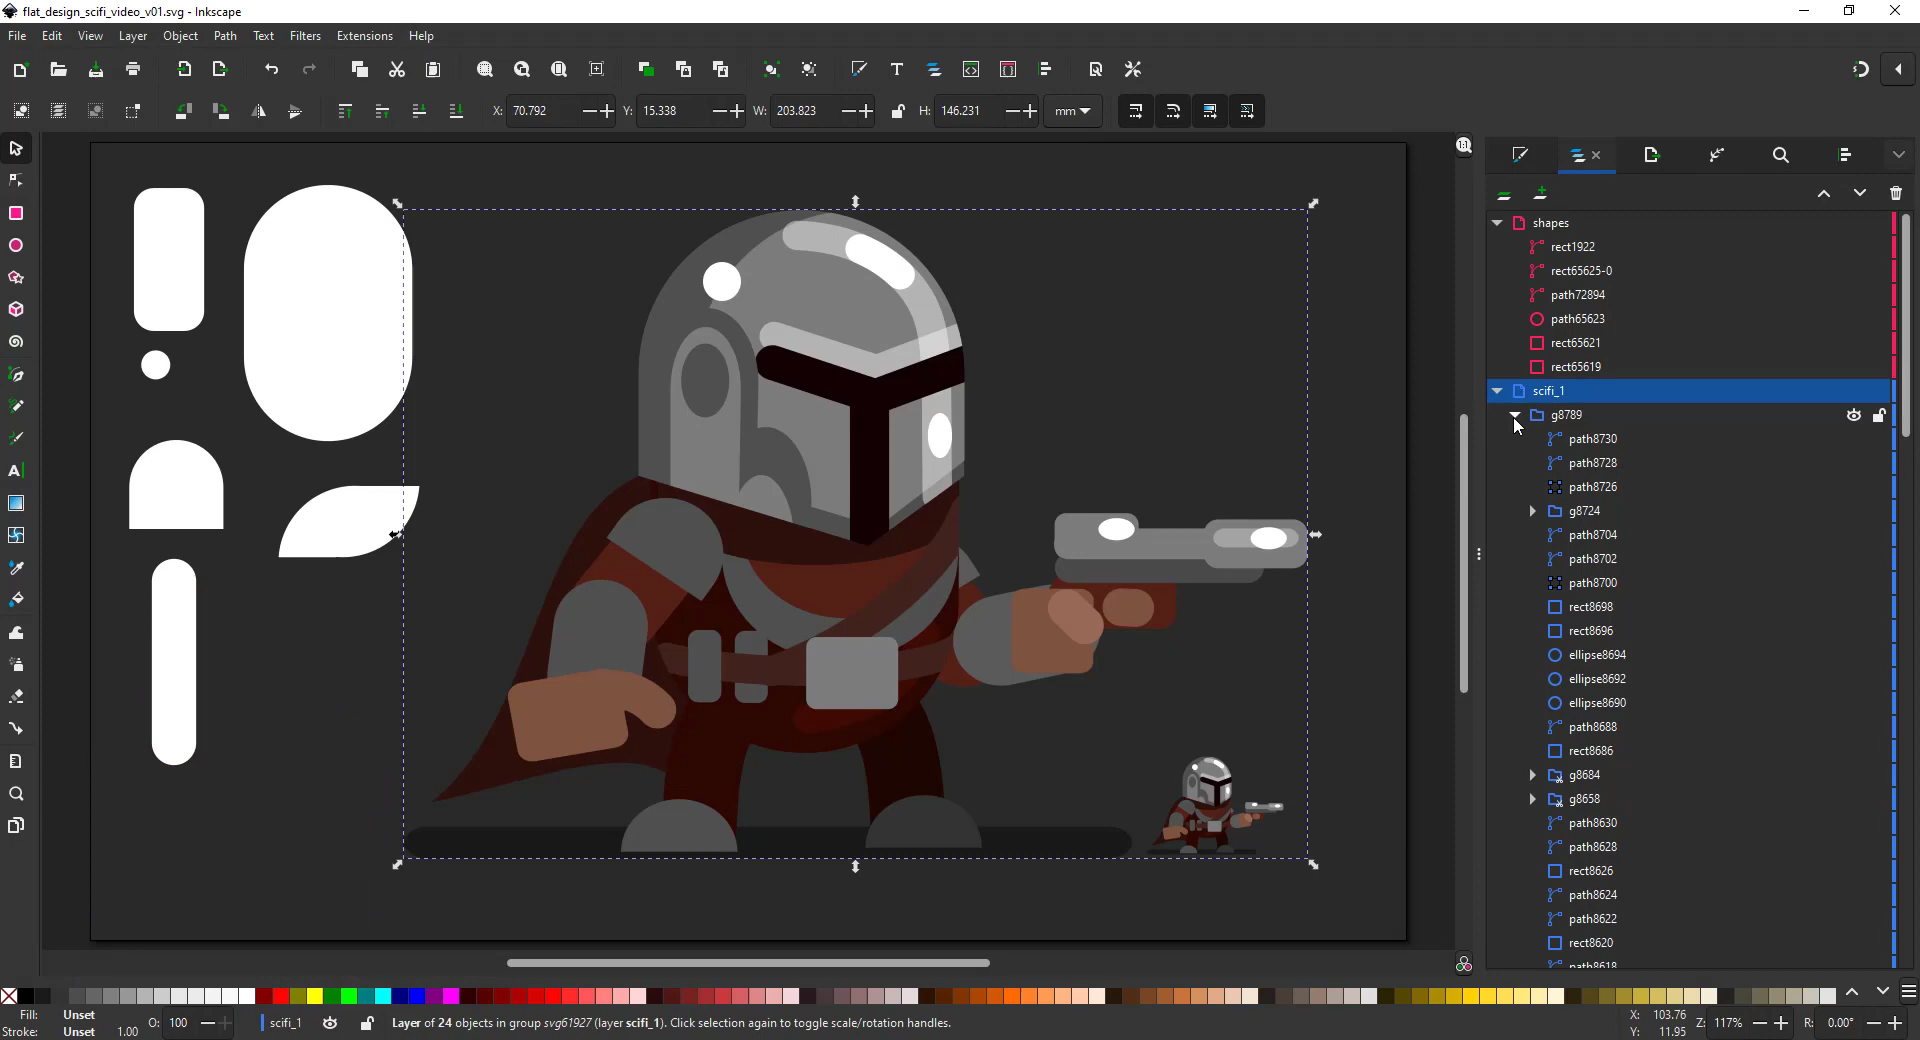 flat_design_scifi_video_v01.svg - Inkscape
File Edit View Layer Object Path Text Filters Extensions Help
X: 70.792 Y: 15.338 W: 203.823 H: 146.231 mm
1:1
shapes
rect1922
rect65625-0
path72894
path65623
rect65621
rect65619
scifi_1
g8789
path8730
path8728
path8726
g8724
path8704
path8702
path8700
rect8698
rect8696
ellipse8694
ellipse8692
ellipse8690
path8688
rect8686
g8684
g8658
path8630
path8628
rect8626
path8624
path8622
rect8620
path8618
Fill: Unset
Stroke: Unset 1.00
O: 100
scifi_1
Layer of 24 objects in group svg61927 (layer scifi_1). Click selection again to toggle scale/rotation handles.
X: 103.76
Y: 11.95
Z: 117%
R: 0.00°